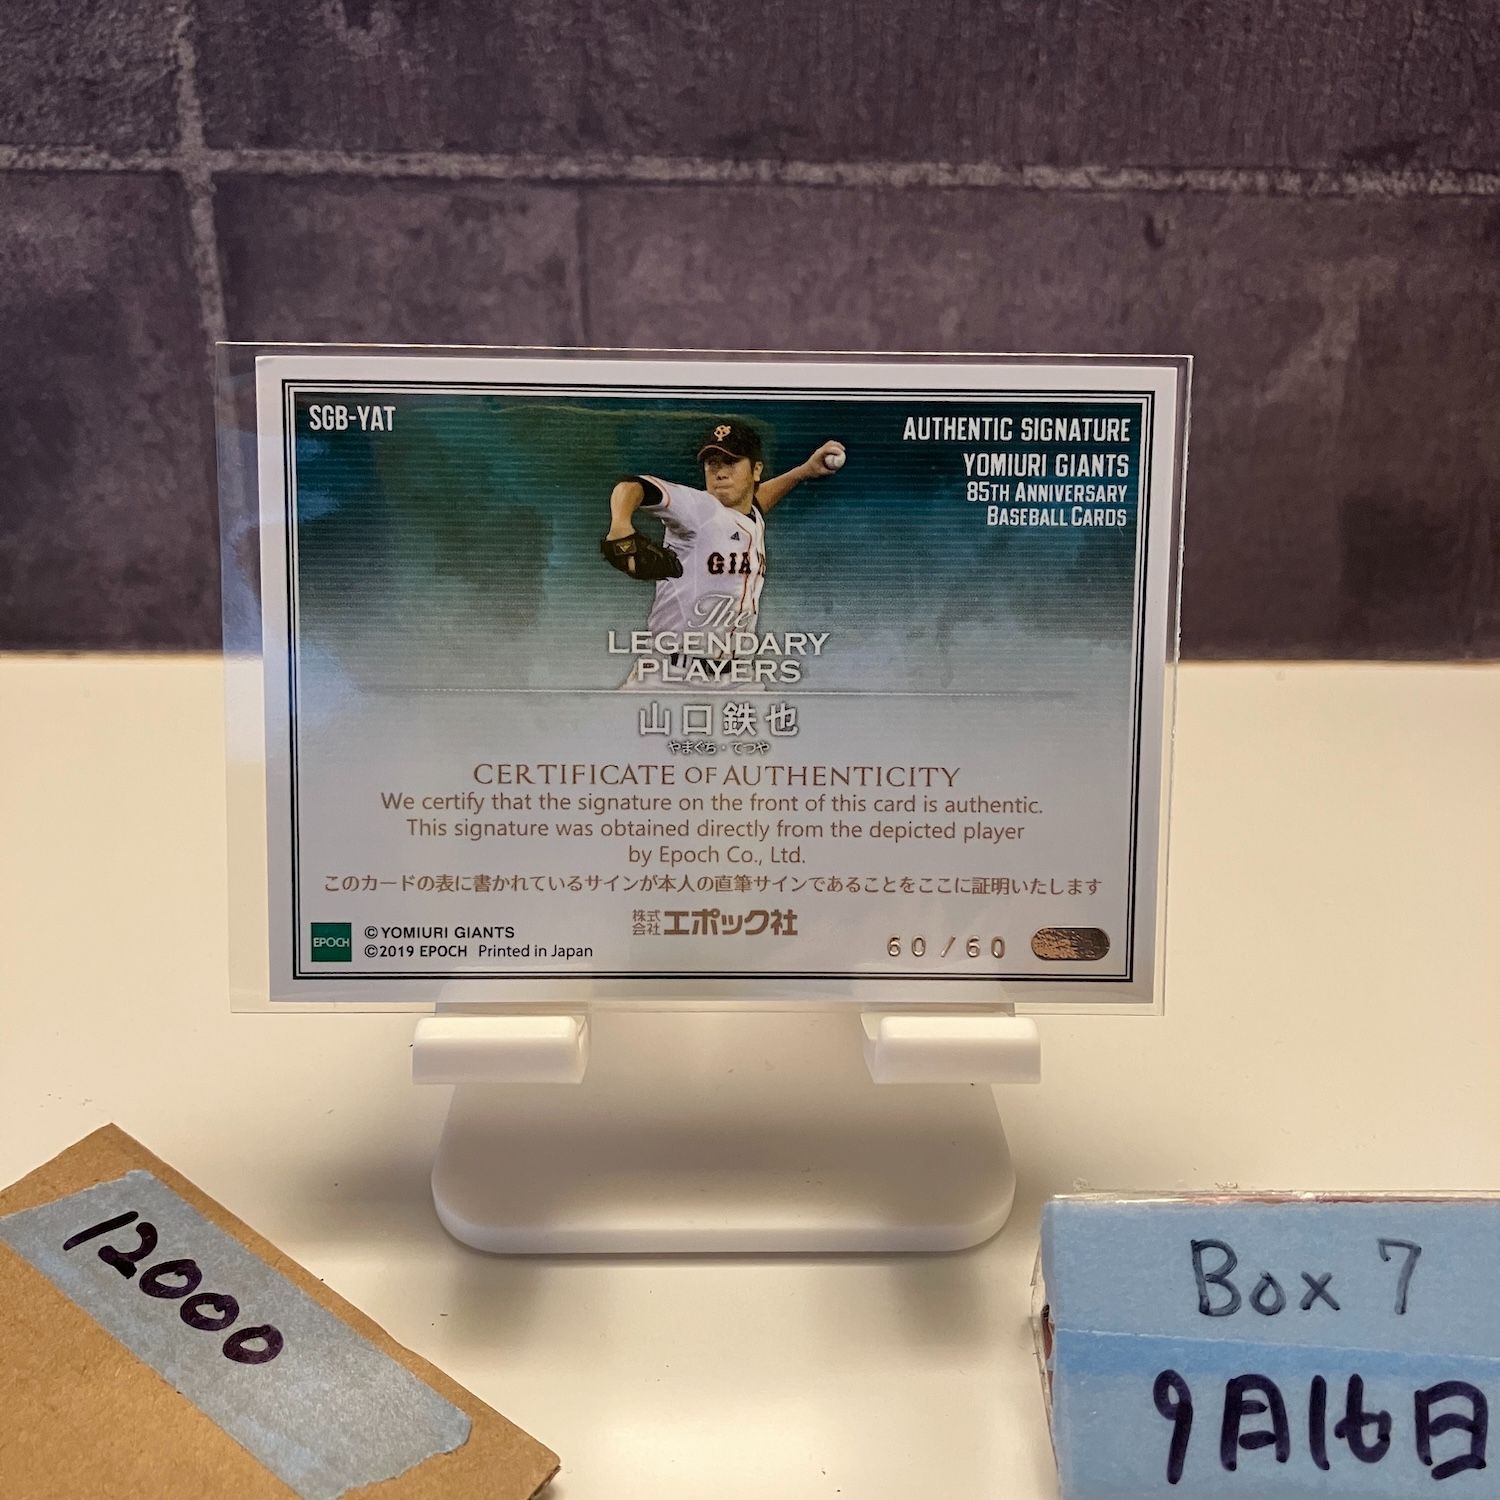 SGB-YAT
AUTHENTIC SIGNATURE
YOMIURI GIANTS
85TH ANNIVERSARY
BASEBALL CARDS
GIA
The
LEGENDARY
PLAYERS
山口鉄也
やまぐち・てつや
CERTIFICATE OF AUTHENTICITY
We certify that the signature on the front of this card is authentic.
This signature was obtained directly from the depicted player
by Epoch Co., Ltd.
このカードの表に書かれているサインが本人の直筆サインであることをここに証明いたします
株式会社エポック社
EPOCH
©YOMIURI GIANTS
©2019 EPOCH Printed in Japan
60/60
12000
Box 7
9月16日